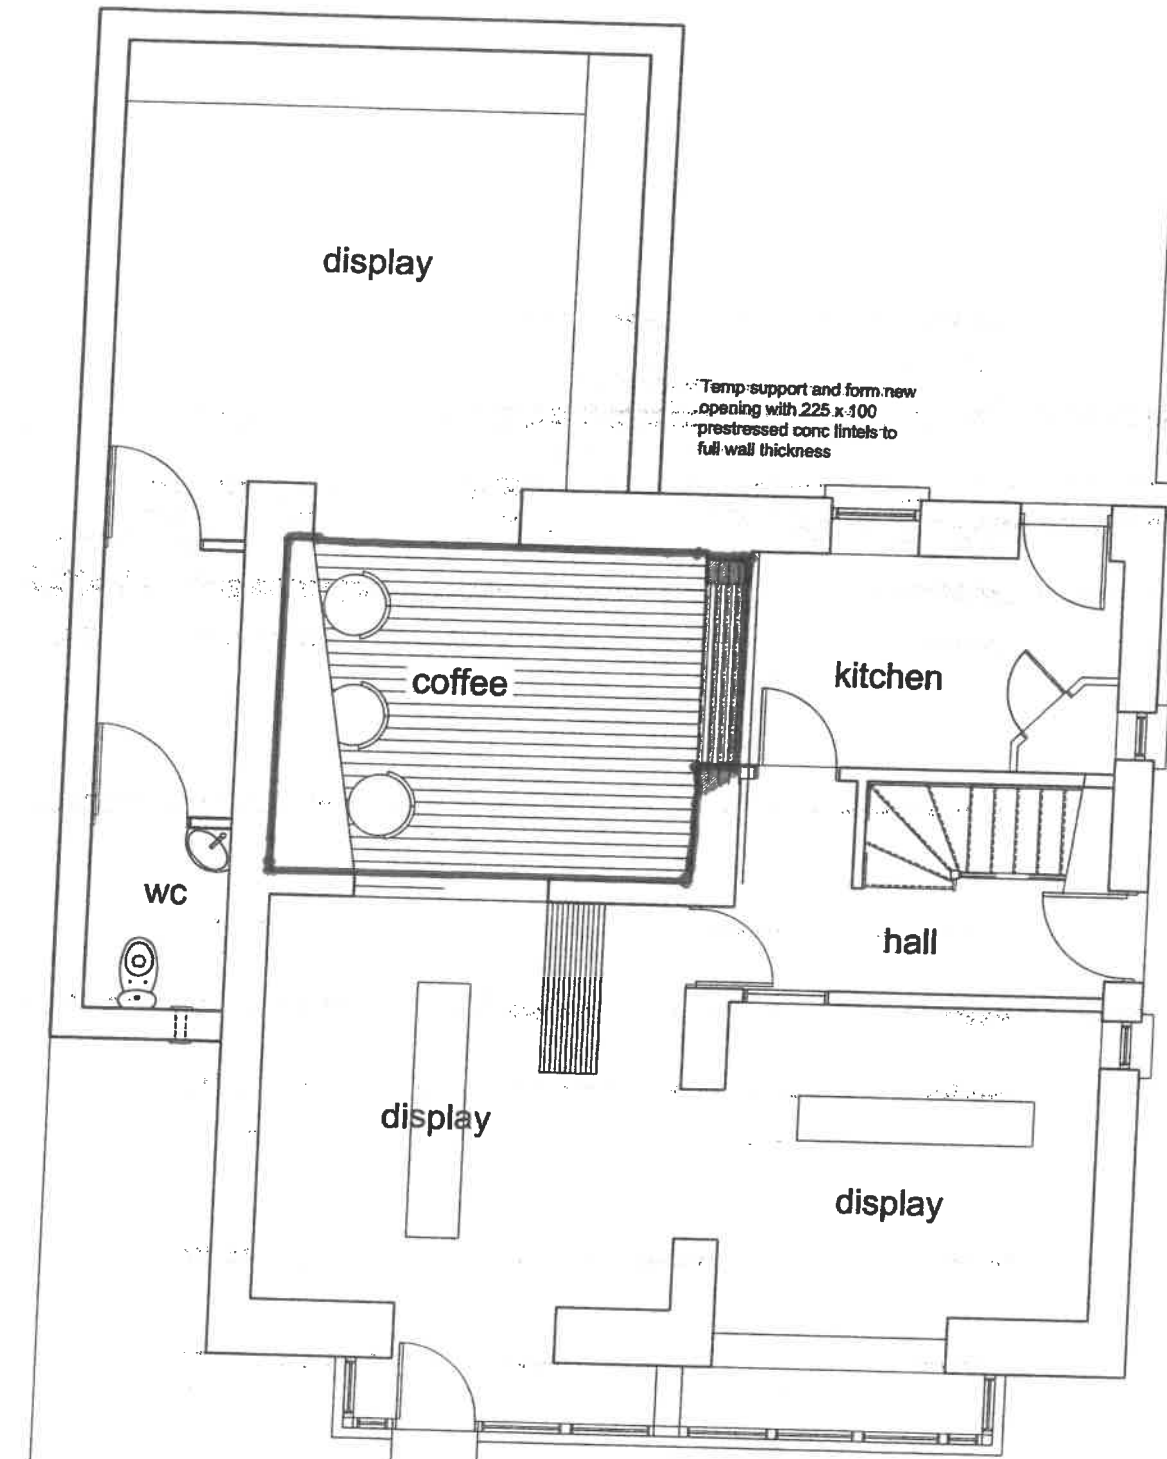 display
Temp support and form new
opening with 225 x 100
prestressed conc lintels to
full wall thickness
coffee
kitchen
wc
hall
display
display